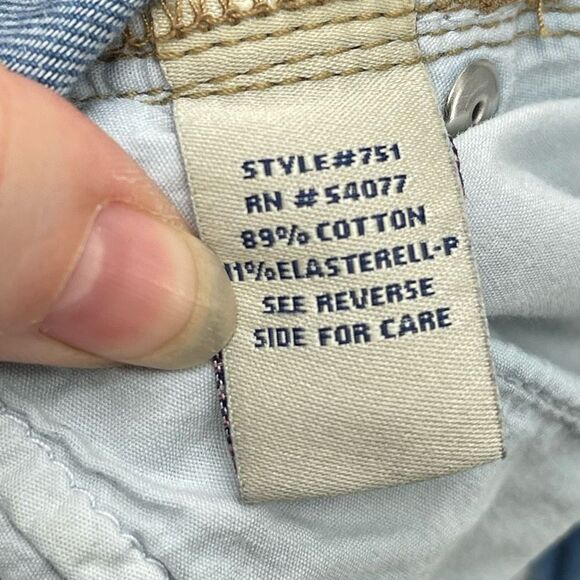 STYLE#751
RN #54077
89% COTTON
11%ELASTERELL-P
SEE REVERSE
SIDE FOR CARE